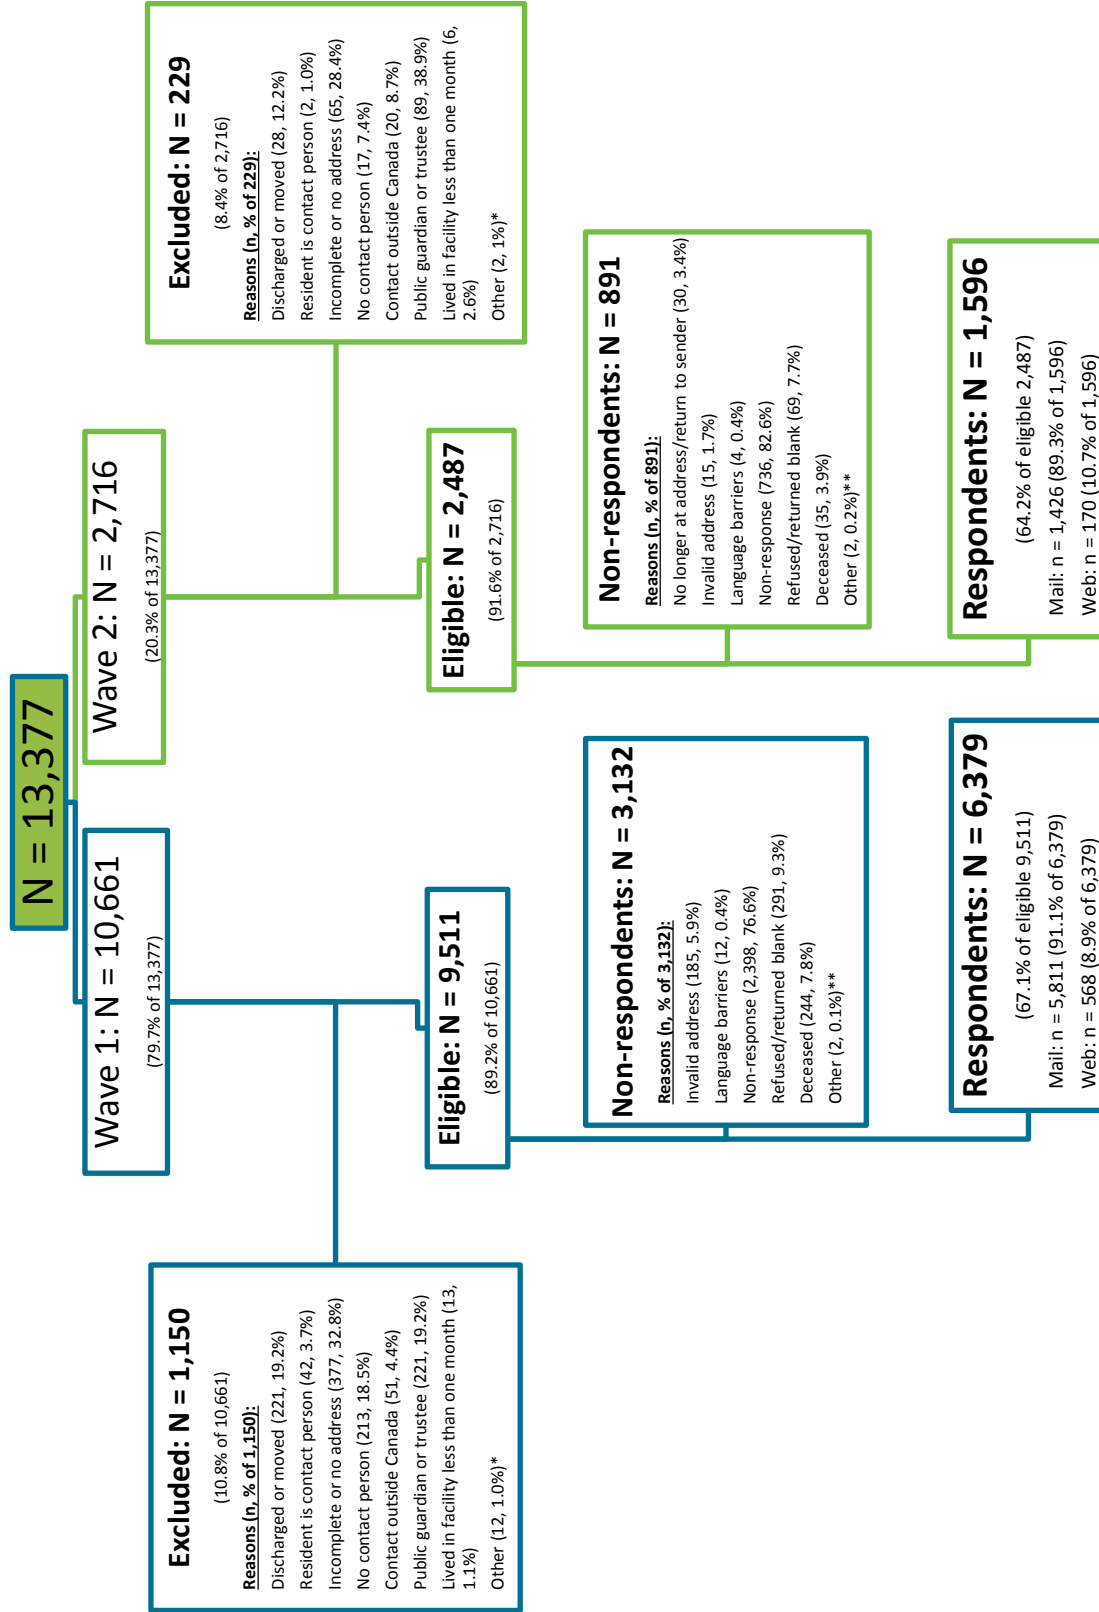 N = 13,377
Wave 1: N = 10,661
(79.7% of 13,377)
Wave 2: N = 2,716
(20.3% of 13,377)
Excluded: N = 1,150
(10.8% of 10,661)
Reasons (n, % of 1,150):
Discharged or moved (221, 19.2%)
Resident is contact person (42, 3.7%)
Incomplete or no address (377, 32.8%)
No contact person (213, 18.5%)
Contact outside Canada (51, 4.4%)
Public guardian or trustee (221, 19.2%)
Lived in facility less than one month (13,
1.1%)
Other (12, 1.0%)*
Excluded: N = 229
(8.4% of 2,716)
Reasons (n, % of 229):
Discharged or moved (28, 12.2%)
Resident is contact person (2, 1.0%)
Incomplete or no address (65, 28.4%)
No contact person (17, 7.4%)
Contact outside Canada (20, 8.7%)
Public guardian or trustee (89, 38.9%)
Lived in facility less than one month (6,
2.6%)
Other (2, 1%)*
Eligible: N = 9,511
(89.2% of 10,661)
Eligible: N = 2,487
(91.6% of 2,716)
Non-respondents: N = 3,132
Reasons (n, % of 3,132):
Invalid address (185, 5.9%)
Language barriers (12, 0.4%)
Non-response (2,398, 76.6%)
Refused/returned blank (291, 9.3%)
Deceased (244, 7.8%)
Other (2, 0.1%)**
Non-respondents: N = 891
Reasons (n, % of 891):
No longer at address/return to sender (30, 3.4%)
Invalid address (15, 1.7%)
Language barriers (4, 0.4%)
Non-response (736, 82.6%)
Refused/returned blank (69, 7.7%)
Deceased (35, 3.9%)
Other (2, 0.2%)**
Respondents: N = 6,379
(67.1% of eligible 9,511)
Mail: n = 5,811 (91.1% of 6,379)
Web: n = 568 (8.9% of 6,379)
Respondents: N = 1,596
(64.2% of eligible 2,487)
Mail: n = 1,426 (89.3% of 1,596)
Web: n = 170 (10.7% of 1,596)